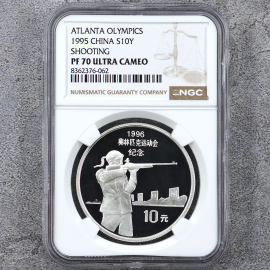 ATLANTA OLYMPICS
1995 CHINA S10Y
SHOOTING
PF 70 ULTRA CAMEO
8362376-062
NUMISMATIC GUARANTY COMPANY
NGC
1996
奥林匹克运动会
纪念
10元